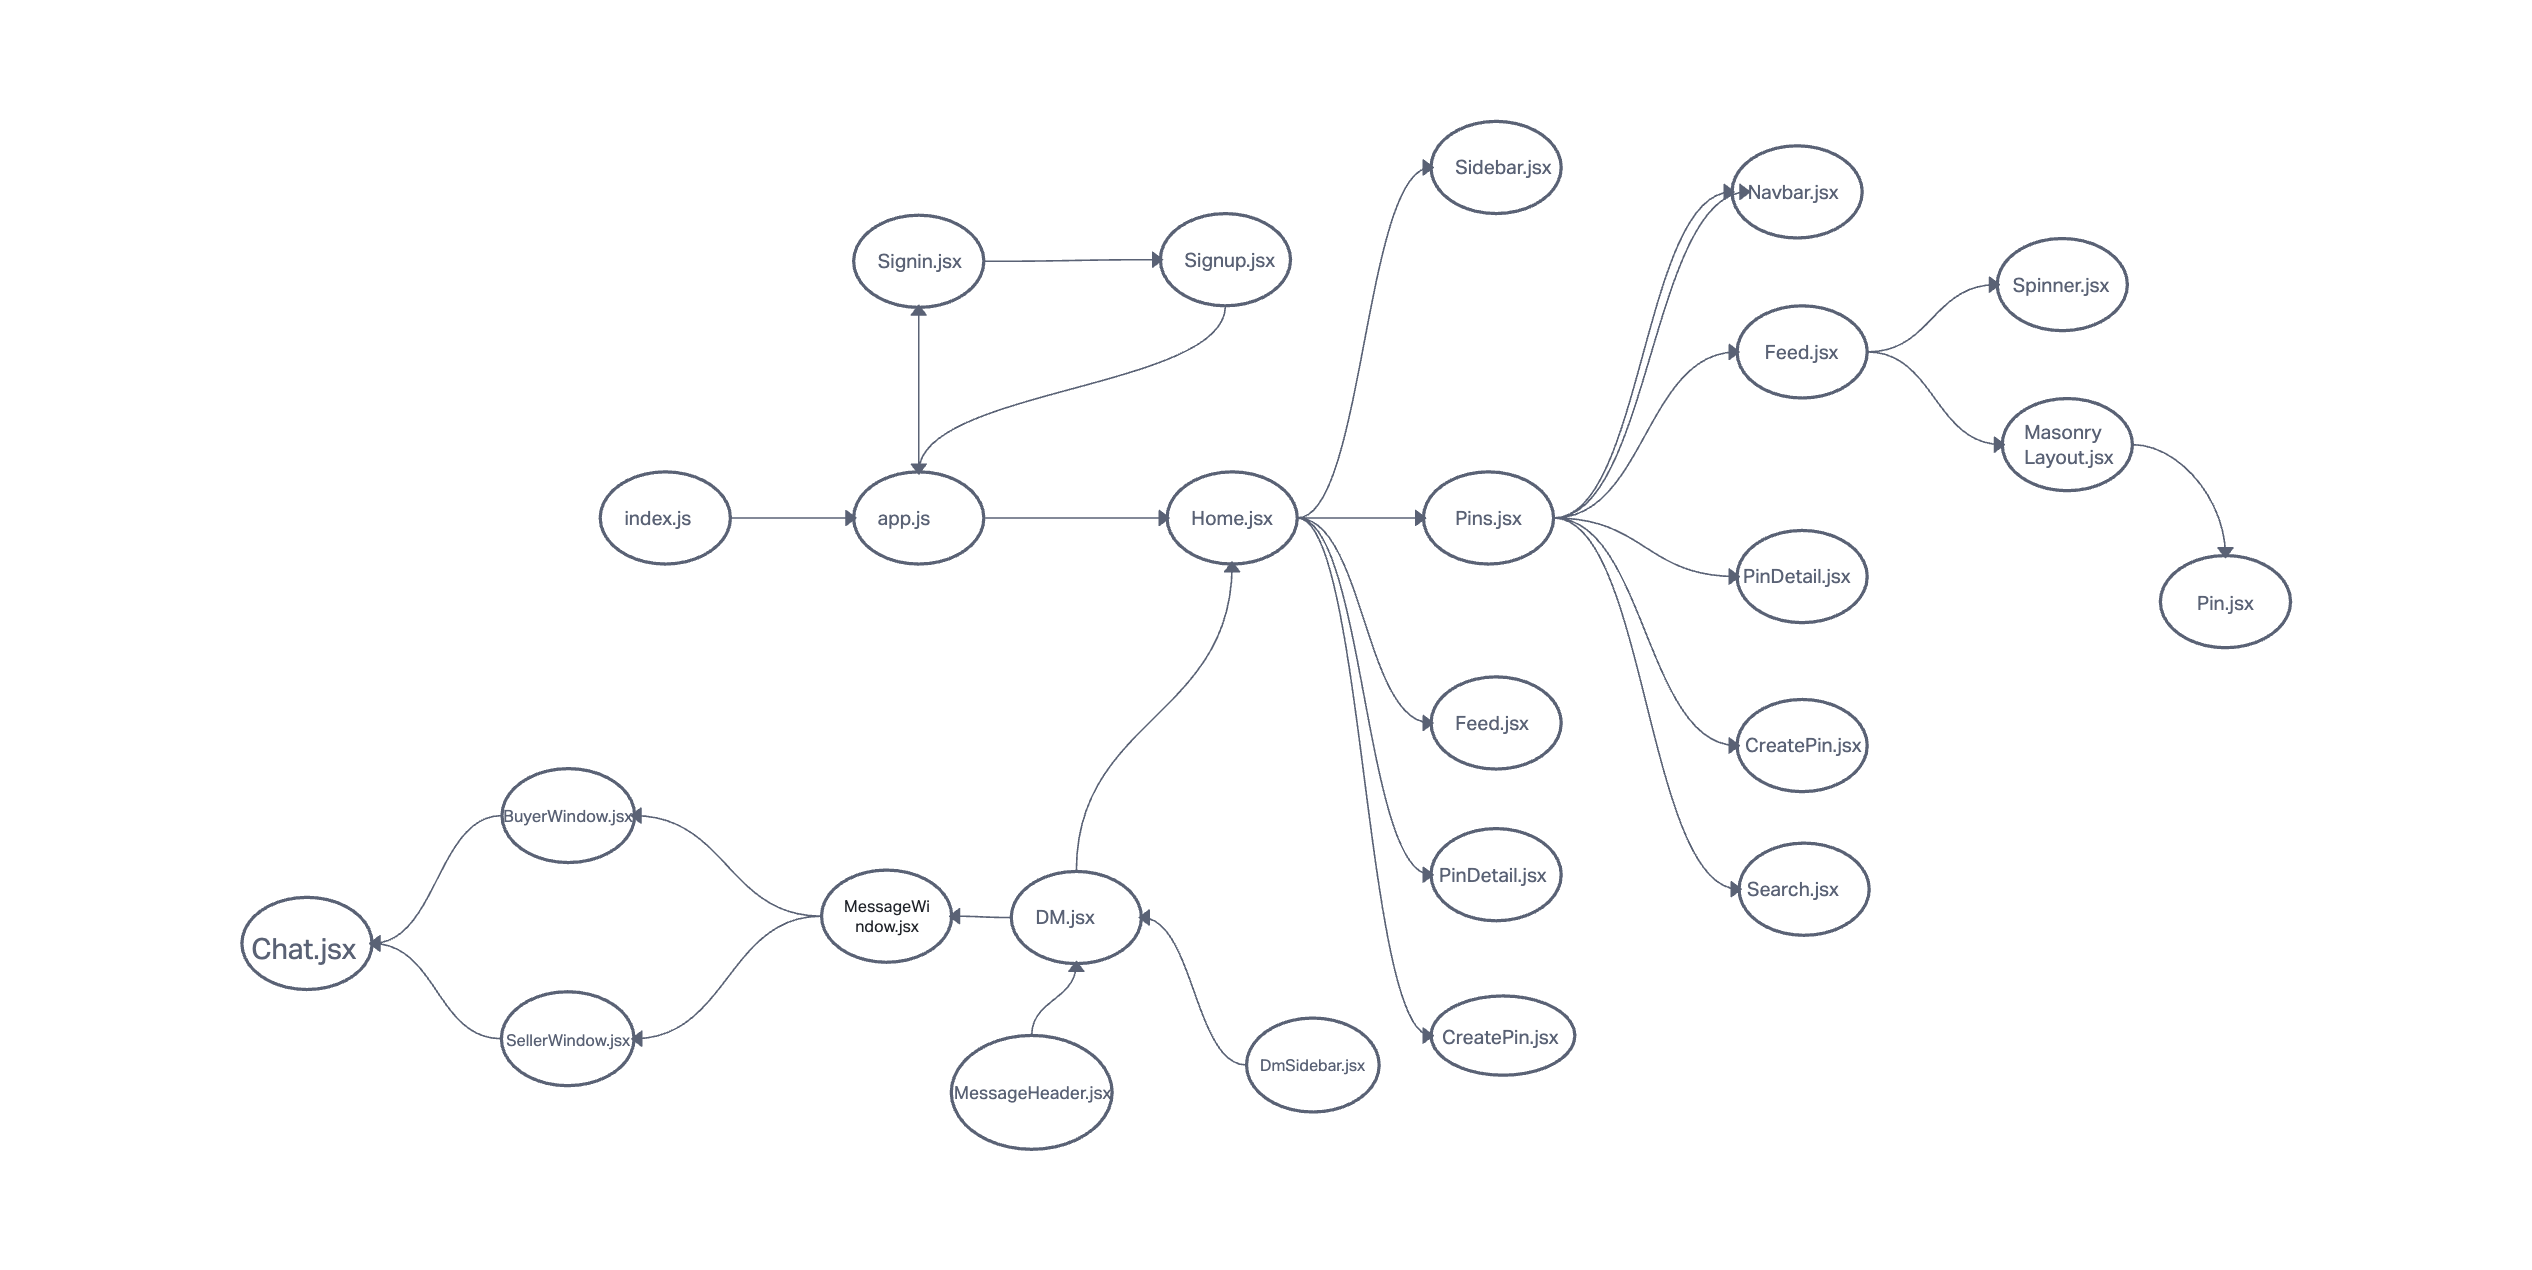 Sidebar.jsx
Navbar.jsx
Signin.jsx
Signup.jsx
Spinner.jsx
Feed.jsx
Masonry
Layout.jsx
index.js
app.js
Home.jsx
Pins.jsx
PinDetail.jsx
Pin.jsx
Feed.jsx
CreatePin.jsx
BuyerWindow.jsx
PinDetail.jsx
Search.jsx
MessageWi
ndow.jsx
DM.jsx
Chat.jsx
SellerWindow.jsx
CreatePin.jsx
DmSidebar.jsx
MessageHeader.jsx